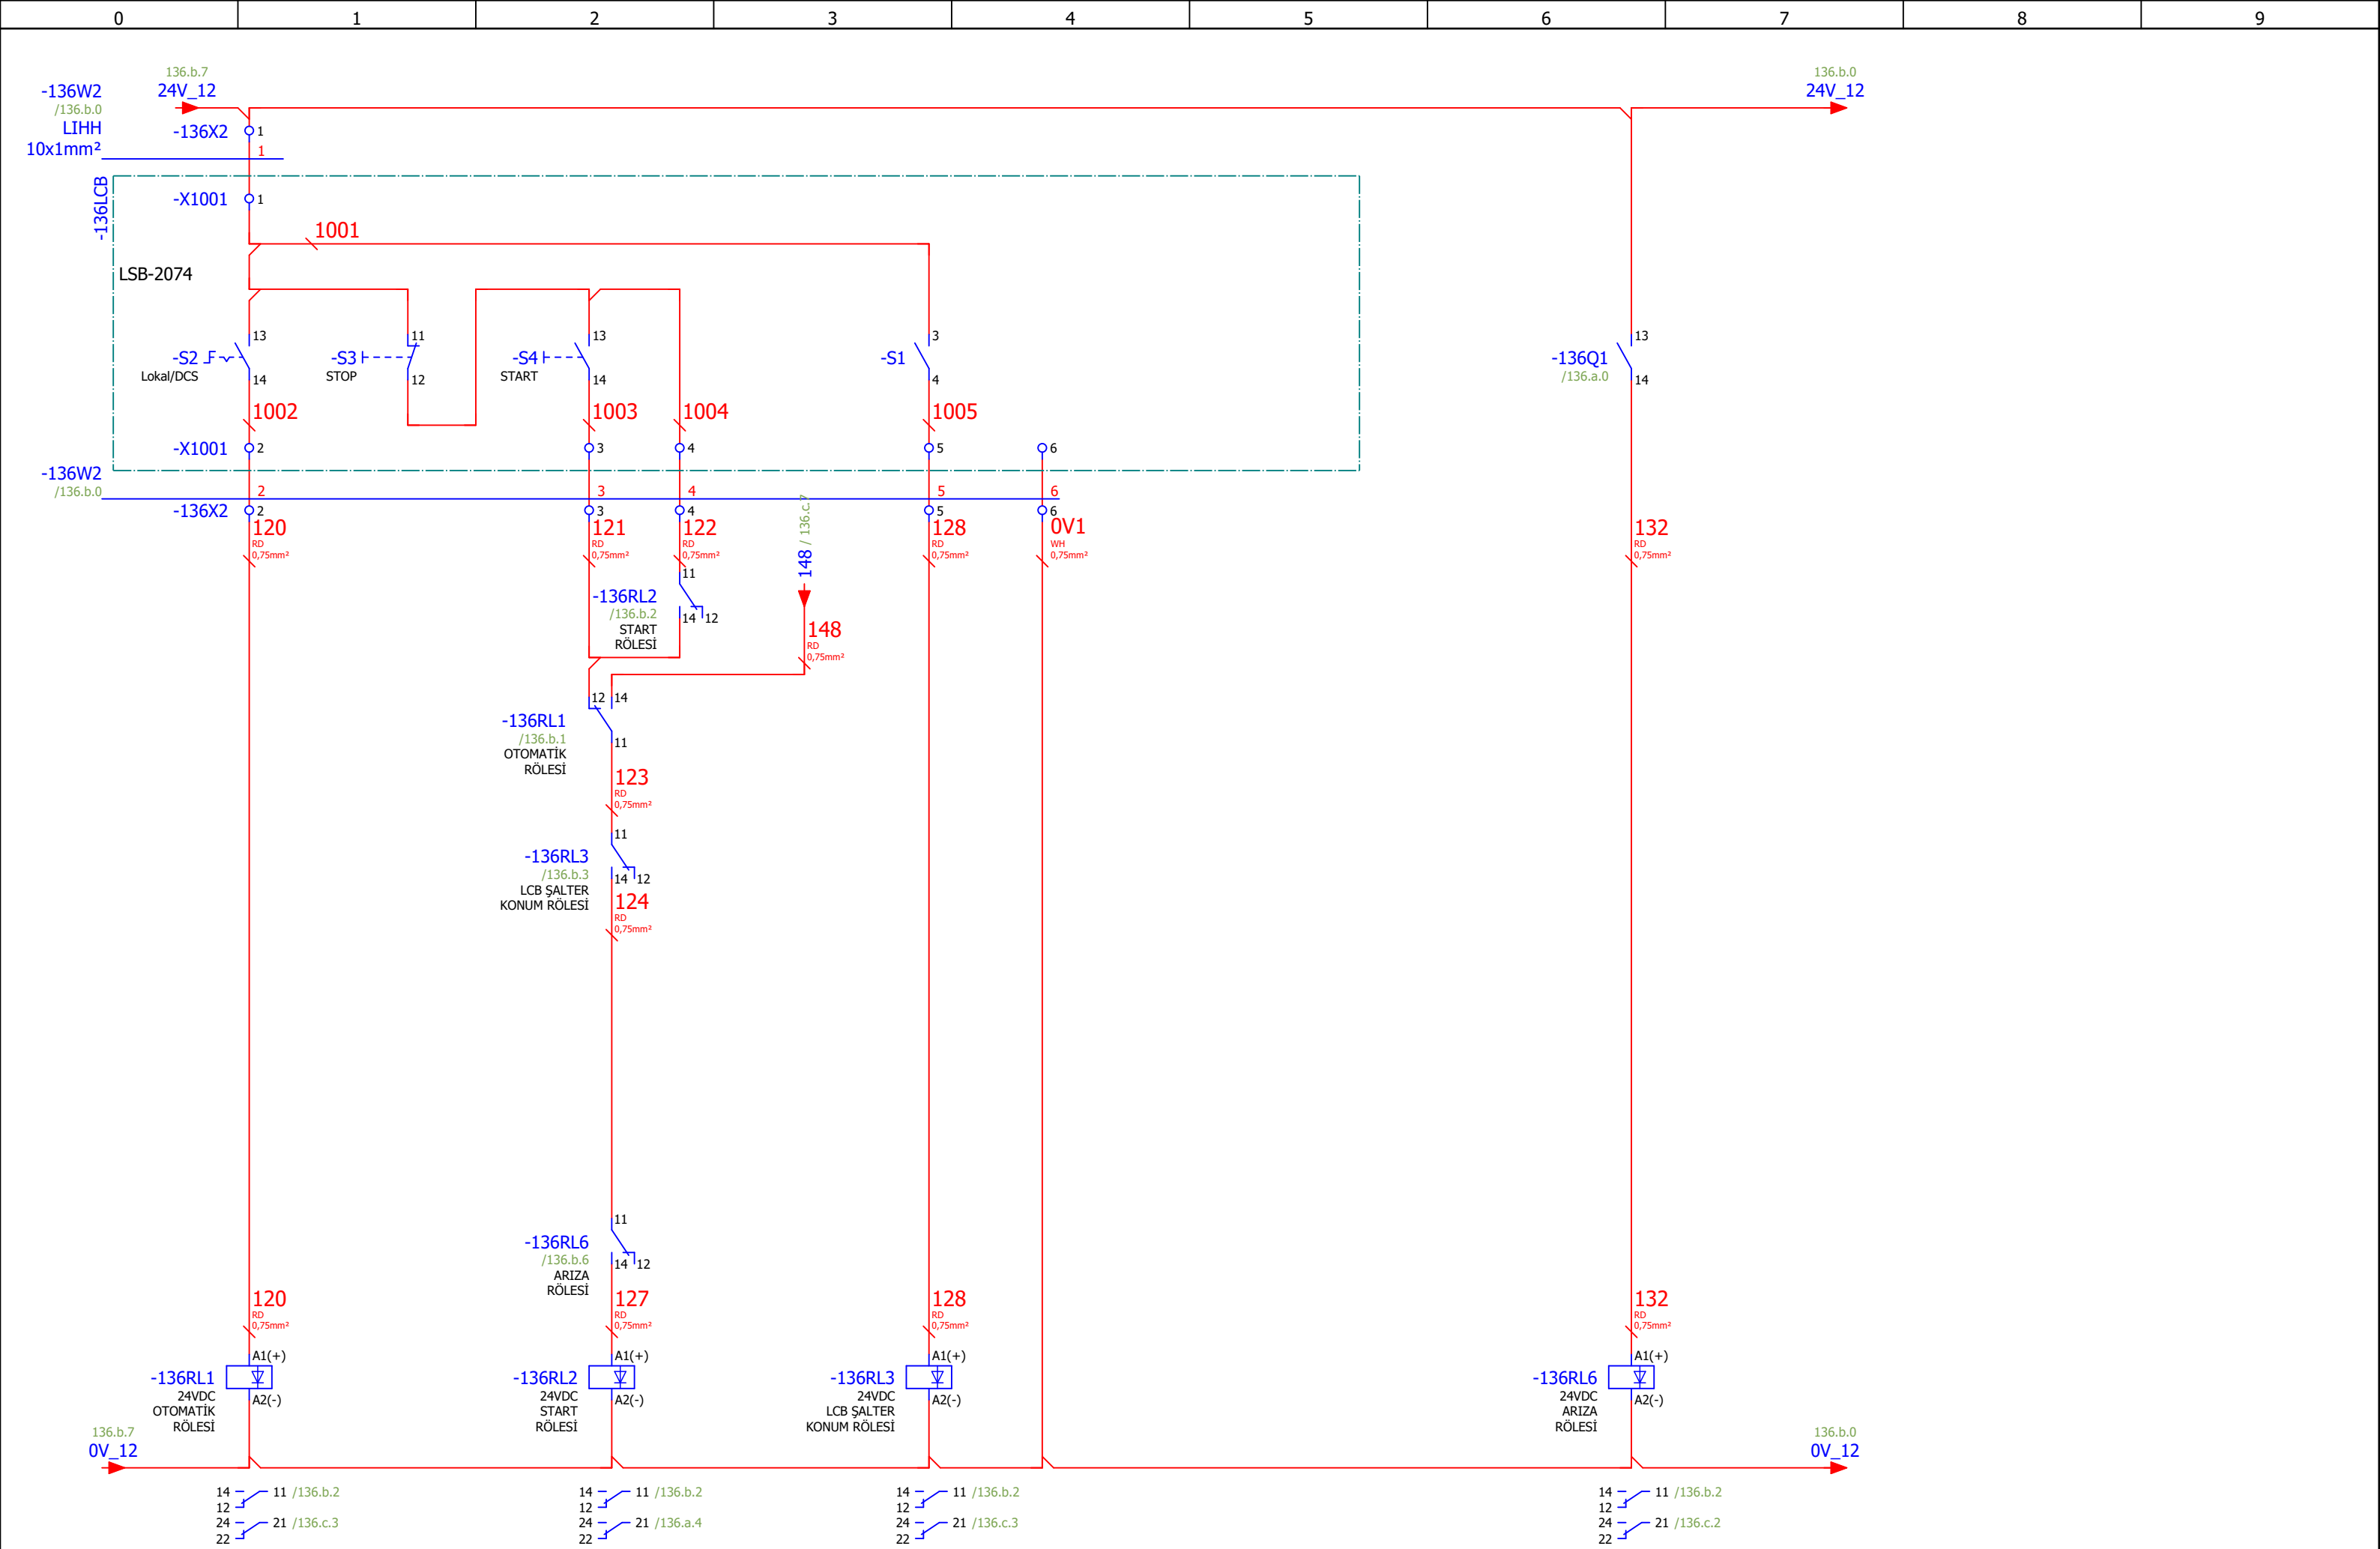 0 1 2 3 4 5 6 7 8 9
136.b.7
24V_12
136.b.0
24V_12
-136W2
/136.b.0
LIHH
10x1mm²
-136X2 1
1
-136LCB
-X1001 1
1001
LSB-2074
13 11 13 3 13
-S2
Lokal/DCS
-S3
STOP
-S4
START
-S1
-136Q1
/136.a.0
14 12 14 4 14
1002 1003 1004 1005
-X1001 2 3 4 5 6
-136W2
/136.b.0
2 3 4 5 6
-136X2 2 3 4 5 6
120
RD
0,75mm²
121
RD
0,75mm²
122
RD
0,75mm²
148 / 136.c.7
128
RD
0,75mm²
0V1
WH
0,75mm²
132
RD
0,75mm²
11
-136RL2
/136.b.2
14 12
START
RÖLESİ
148
RD
0,75mm²
12 14
-136RL1
/136.b.1
11
OTOMATİK
RÖLESİ
123
RD
0,75mm²
11
-136RL3
/136.b.3
14 12
LCB ŞALTER
KONUM RÖLESİ
124
RD
0,75mm²
11
-136RL6
/136.b.6
14 12
ARIZA
RÖLESİ
120
RD
0,75mm²
127
RD
0,75mm²
128
RD
0,75mm²
132
RD
0,75mm²
A1(+)
-136RL1
24VDC
A2(-)
OTOMATİK
RÖLESİ
A1(+)
-136RL2
24VDC
A2(-)
START
RÖLESİ
A1(+)
-136RL3
24VDC
A2(-)
LCB ŞALTER
KONUM RÖLESİ
A1(+)
-136RL6
24VDC
A2(-)
ARIZA
RÖLESİ
136.b.7
0V_12
136.b.0
0V_12
14 11 /136.b.2
12
24 21 /136.c.3
22
14 11 /136.b.2
12
24 21 /136.a.4
22
14 11 /136.b.2
12
24 21 /136.c.3
22
14 11 /136.b.2
12
24 21 /136.c.2
22